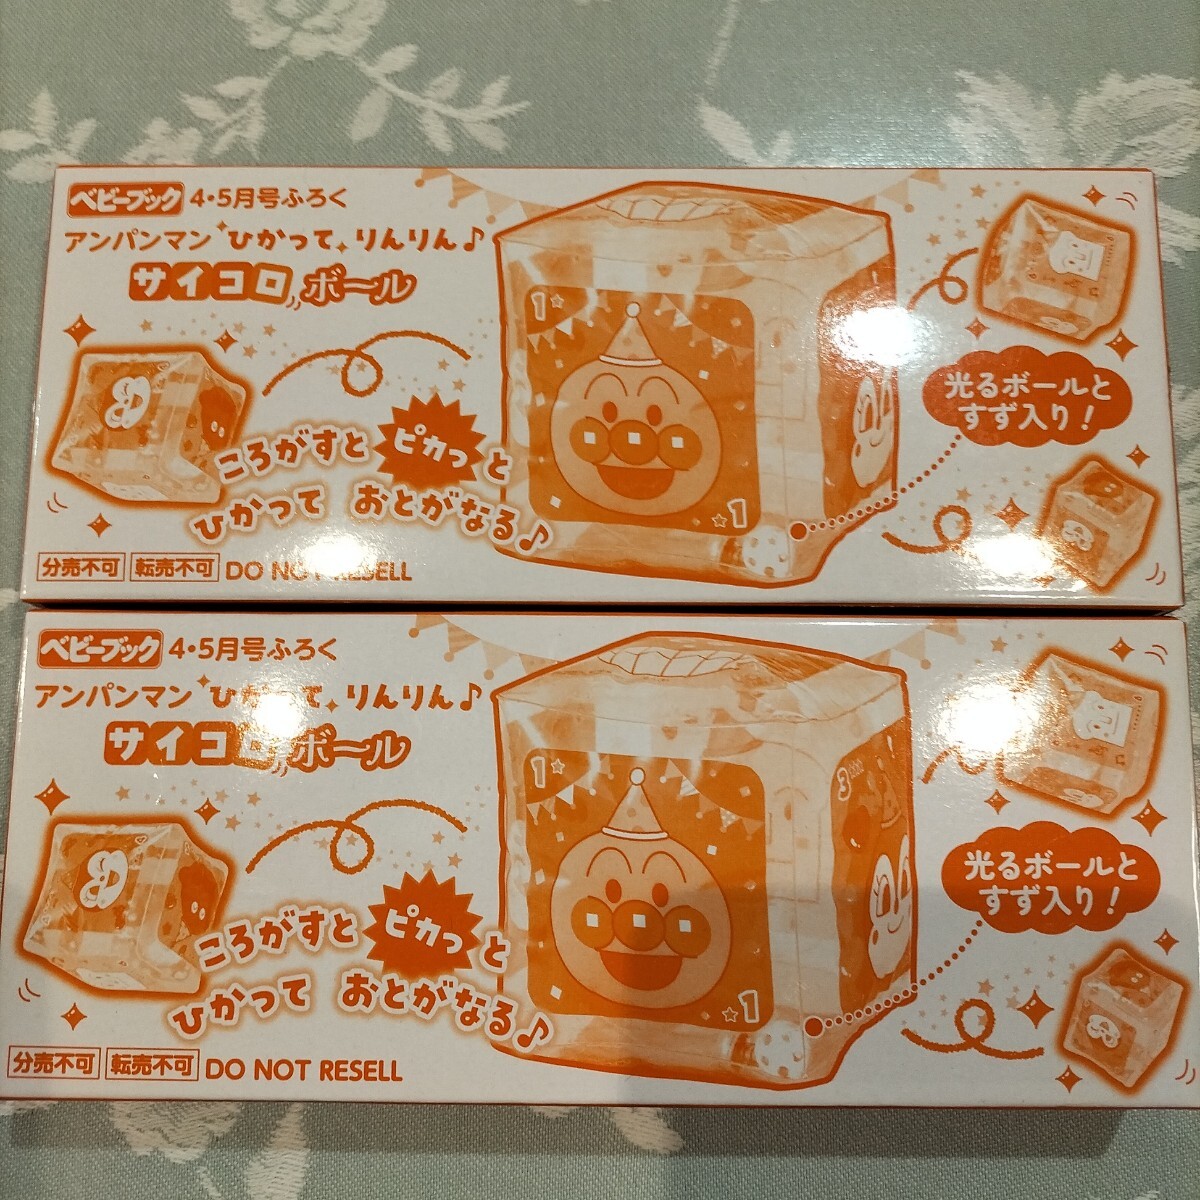 ベビーブック 4・5月号ふろく
アンパンマン ひかって りんりん♪
サイコロ ボール
1
光るボールと
すず入り！
ころがすと ピカっ と
ひかって おとがなる♪
1
分売不可 転売不可 DO NOT RESELL
ベビーブック 4・5月号ふろく
アンパンマン ひかって りんりん♪
サイコロ ボール
1
3
光るボールと
すず入り！
ころがすと ピカっ と
ひかって おとがなる♪
1
分売不可 転売不可 DO NOT RESELL